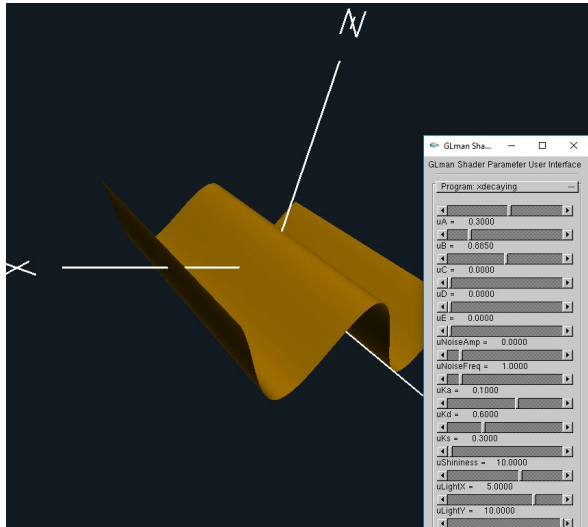 X
GLman Sha...
GLman Shader Parameter User Interface
Program: xdecaying
uA = 0.3000
uB = 0.8850
uC = 0.0000
uD = 0.0000
uE = 0.0000
uNoiseAmp = 0.0000
uNoiseFreq = 1.0000
uKa = 0.1000
uKd = 0.6000
uKs = 0.3000
uShininess = 10.0000
uLightX = 5.0000
uLightY = 10.0000